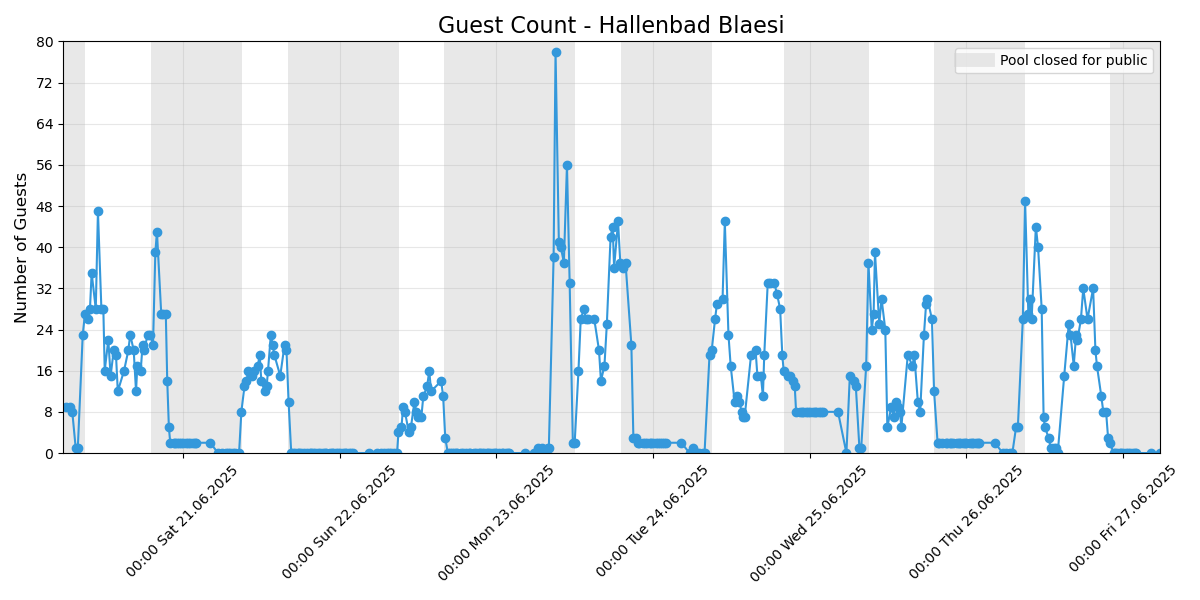 Guest Count - Hallenbad Blaesi
Pool closed for public
Number of Guests
80
72
64
56
48
40
32
24
16
8
0
00:00 Sat 21.06.2025
00:00 Sun 22.06.2025
00:00 Mon 23.06.2025
00:00 Tue 24.06.2025
00:00 Wed 25.06.2025
00:00 Thu 26.06.2025
00:00 Fri 27.06.2025